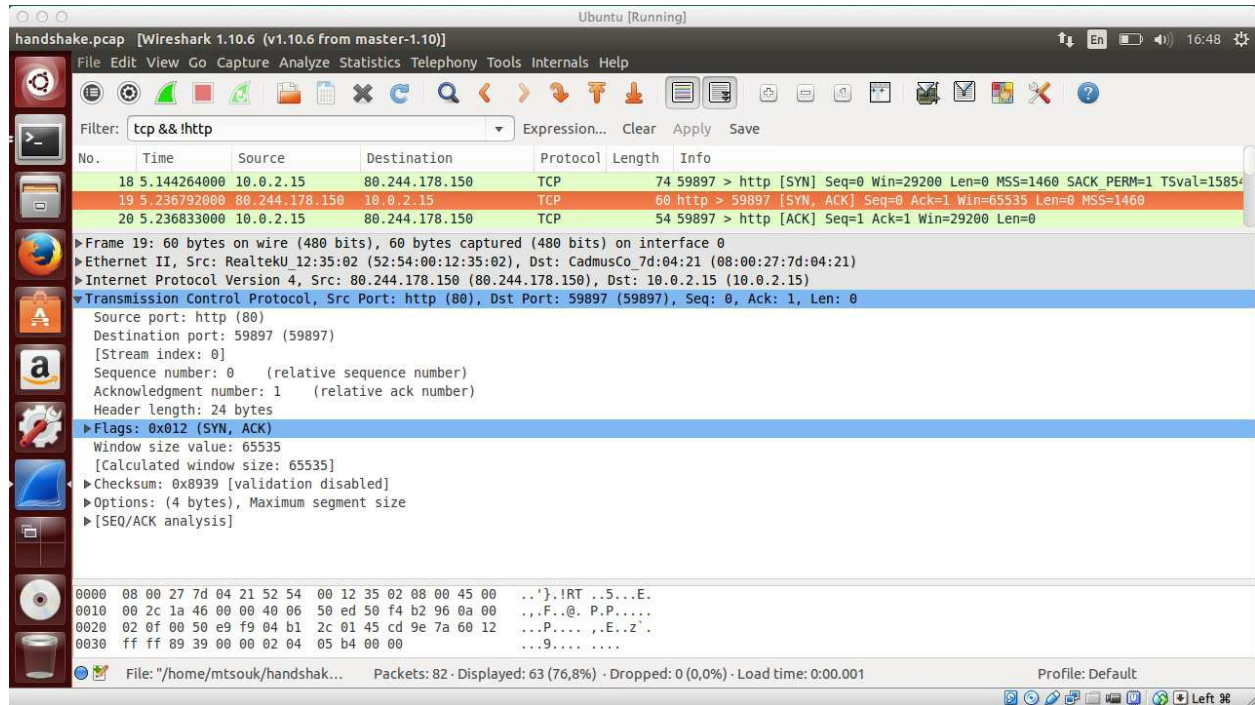 Ubuntu [Running]
handshake.pcap [Wireshark 1.10.6 (v1.10.6 from master-1.10)]
En
16:48
File Edit View Go Capture Analyze Statistics Telephony Tools Internals Help
Filter: tcp && !http Expression... Clear Apply Save
No. Time Source Destination Protocol Length Info
18 5.144264000 10.0.2.15 80.244.178.150 TCP 74 59897 > http [SYN] Seq=0 Win=29200 Len=0 MSS=1460 SACK_PERM=1 TSval=15854
19 5.236792000 80.244.178.150 10.0.2.15 TCP 60 http > 59897 [SYN, ACK] Seq=0 Ack=1 Win=65535 Len=0 MSS=1460
20 5.236833000 10.0.2.15 80.244.178.150 TCP 54 59897 > http [ACK] Seq=1 Ack=1 Win=29200 Len=0
Frame 19: 60 bytes on wire (480 bits), 60 bytes captured (480 bits) on interface 0
Ethernet II, Src: RealtekU_12:35:02 (52:54:00:12:35:02), Dst: CadmusCo_7d:04:21 (08:00:27:7d:04:21)
Internet Protocol Version 4, Src: 80.244.178.150 (80.244.178.150), Dst: 10.0.2.15 (10.0.2.15)
Transmission Control Protocol, Src Port: http (80), Dst Port: 59897 (59897), Seq: 0, Ack: 1, Len: 0
Source port: http (80)
Destination port: 59897 (59897)
[Stream index: 0]
Sequence number: 0 (relative sequence number)
Acknowledgment number: 1 (relative ack number)
Header length: 24 bytes
Flags: 0x012 (SYN, ACK)
Window size value: 65535
[Calculated window size: 65535]
Checksum: 0x8939 [validation disabled]
Options: (4 bytes), Maximum segment size
[SEQ/ACK analysis]
0000 08 00 27 7d 04 21 52 54 00 12 35 02 08 00 45 00 ..'}.!RT ..5...E.
0010 00 2c 1a 46 00 00 40 06 50 ed 50 f4 b2 96 0a 00 .,.F..@. P.P.....
0020 02 0f 00 50 e9 f9 04 b1 2c 01 45 cd 9e 7a 60 12 ...P.... ,.E..z`.
0030 ff ff 89 39 00 00 02 04 05 b4 00 00 ...9.... ....
File: "/home/mtsouk/handshak... Packets: 82 · Displayed: 63 (76,8%) · Dropped: 0 (0,0%) · Load time: 0:00.001 Profile: Default
Left ⌘